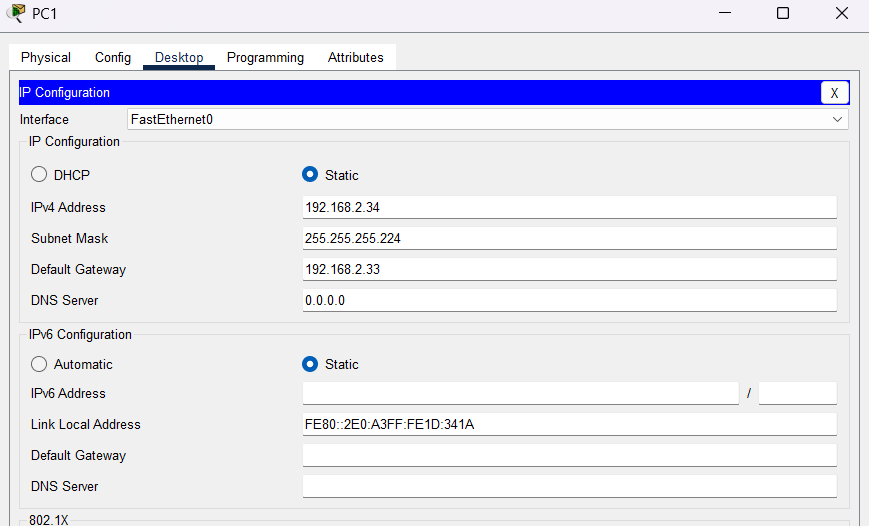 PC1
Physical Config Desktop Programming Attributes
IP Configuration X
Interface FastEthernet0
IP Configuration
DHCP Static
IPv4 Address 192.168.2.34
Subnet Mask 255.255.255.224
Default Gateway 192.168.2.33
DNS Server 0.0.0.0
IPv6 Configuration
Automatic Static
IPv6 Address /
Link Local Address FE80::2E0:A3FF:FE1D:341A
Default Gateway
DNS Server
802.1X